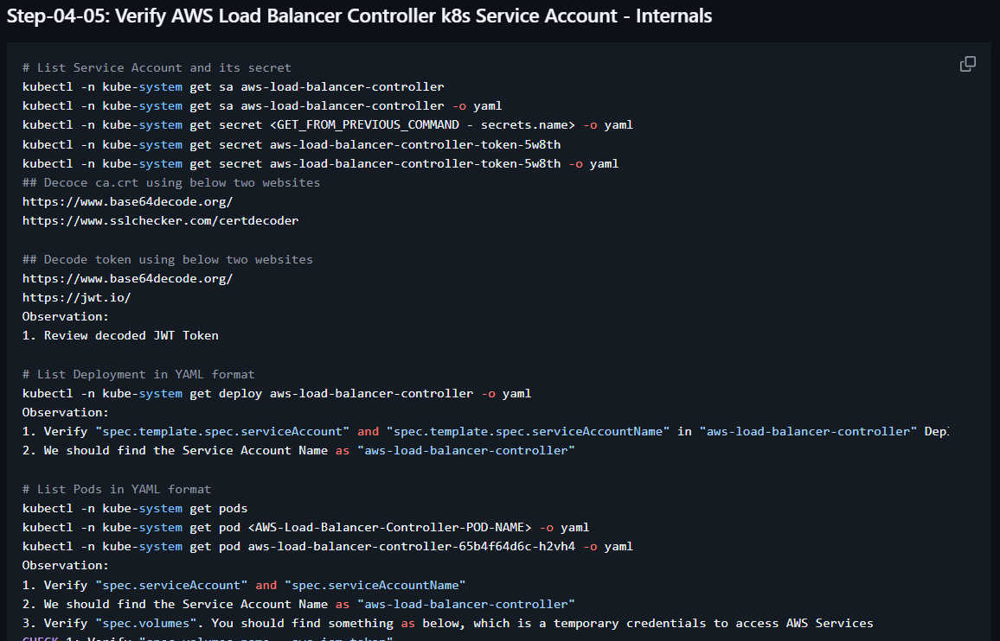 Step-04-05: Verify AWS Load Balancer Controller k8s Service Account - Internals
# List Service Account and its secret
kubectl -n kube-system get sa aws-load-balancer-controller
kubectl -n kube-system get sa aws-load-balancer-controller -o yaml
kubectl -n kube-system get secret <GET_FROM_PREVIOUS_COMMAND - secrets.name> -o yaml
kubectl -n kube-system get secret aws-load-balancer-controller-token-5w8th
kubectl -n kube-system get secret aws-load-balancer-controller-token-5w8th -o yaml
## Decoce ca.crt using below two websites
https://www.base64decode.org/
https://www.sslchecker.com/certdecoder
## Decode token using below two websites
https://www.base64decode.org/
https://jwt.io/
Observation:
1. Review decoded JWT Token
# List Deployment in YAML format
kubectl -n kube-system get deploy aws-load-balancer-controller -o yaml
Observation:
1. Verify "spec.template.spec.serviceAccount" and "spec.template.spec.serviceAccountName" in "aws-load-balancer-controller" Depl
2. We should find the Service Account Name as "aws-load-balancer-controller"
# List Pods in YAML format
kubectl -n kube-system get pods
kubectl -n kube-system get pod <AWS-Load-Balancer-Controller-POD-NAME> -o yaml
kubectl -n kube-system get pod aws-load-balancer-controller-65b4f64d6c-h2vh4 -o yaml
Observation:
1. Verify "spec.serviceAccount" and "spec.serviceAccountName"
2. We should find the Service Account Name as "aws-load-balancer-controller"
3. Verify "spec.volumes". You should find something as below, which is a temporary credentials to access AWS Services
CHECK-1: Verify